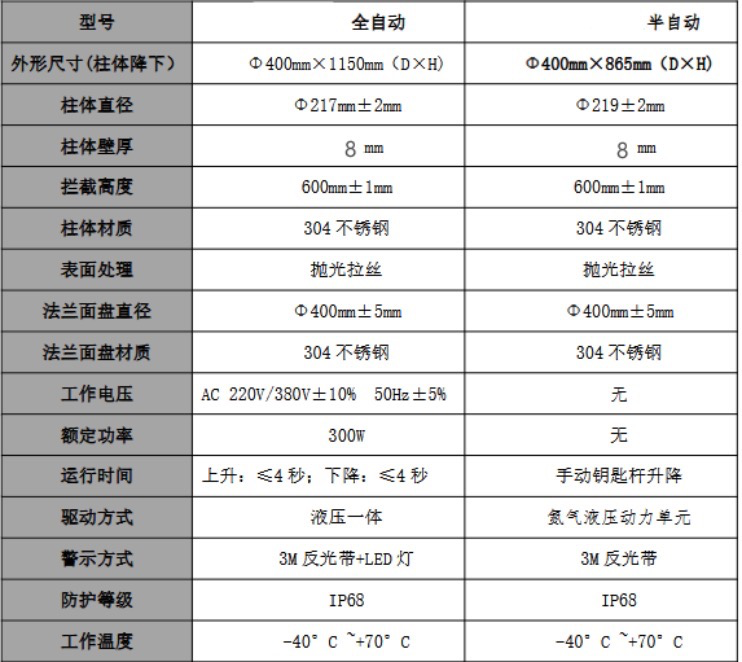 型号 全自动 半自动
外形尺寸(柱体降下） Φ400mm×1150mm（D×H) Φ400mm×865mm（D×H)
柱体直径 Φ217mm±2mm Φ219±2mm
柱体壁厚 8 mm 8 mm
拦截高度 600mm±1mm 600mm±1mm
柱体材质 304 不锈钢 304 不锈钢
表面处理 抛光拉丝 抛光拉丝
法兰面盘直径 Φ400mm±5mm Φ400mm±5mm
法兰面盘材质 304 不锈钢 304 不锈钢
工作电压 AC 220V/380V±10% 50Hz±5% 无
额定功率 300W 无
运行时间 上升：≤4 秒；下降：≤4 秒 手动钥匙杆升降
驱动方式 液压一体 氮气液压动力单元
警示方式 3M 反光带+LED 灯 3M 反光带
防护等级 IP68 IP68
工作温度 -40° C ~+70° C -40° C ~+70° C